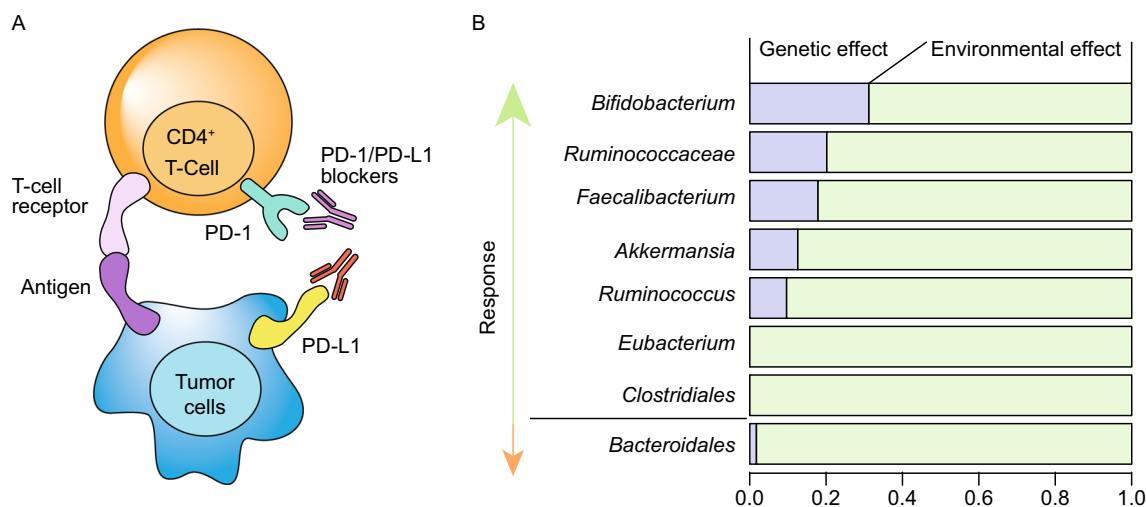 A
CD4⁺
T-Cell
PD-1/PD-L1
blockers
T-cell
receptor
PD-1
Antigen
PD-L1
Tumor
cells
B
Genetic effect
Environmental effect
Response
Bifidobacterium
Ruminococcaceae
Faecalibacterium
Akkermansia
Ruminococcus
Eubacterium
Clostridiales
Bacteroidales
0.0 0.2 0.4 0.6 0.8 1.0